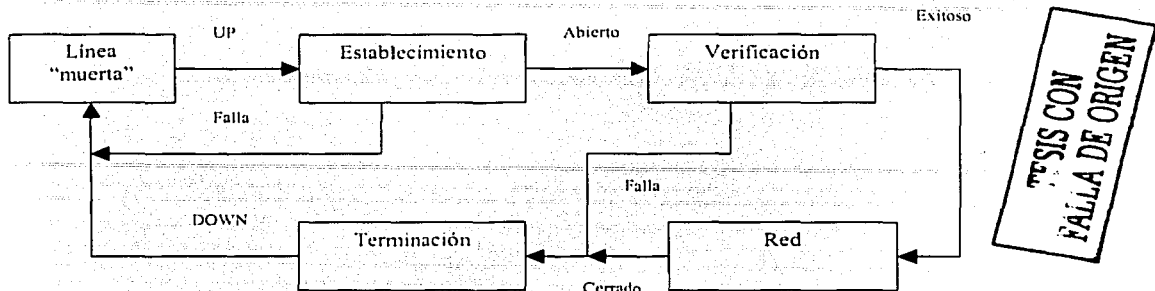 Exitoso
UP
Abierto
Línea
"muerta"
Establecimiento
Verificación
TESIS CON
FALLA DE ORIGEN
Falla
Falla
DOWN
Terminación
Red
Cerrado